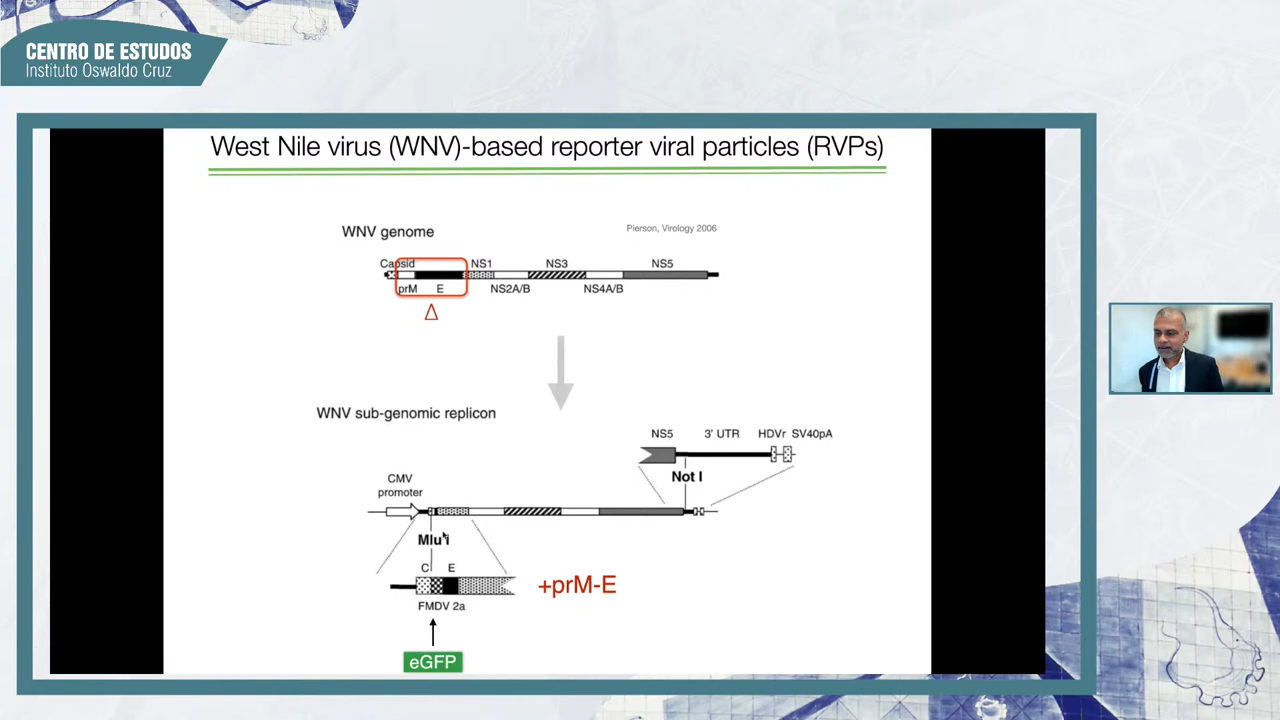 CENTRO DE ESTUDOS
Instituto Oswaldo Cruz
West Nile virus (WNV)-based reporter viral particles (RVPs)
WNV genome
Pierson, Virology 2006
Capsid NS1 NS3 NS5
prM E NS2A/B NS4A/B
Δ
WNV sub-genomic replicon
NS5 3' UTR HDVr SV40pA
Not I
CMV
promoter
Mlu I
C E
+prM-E
FMDV 2a
eGFP